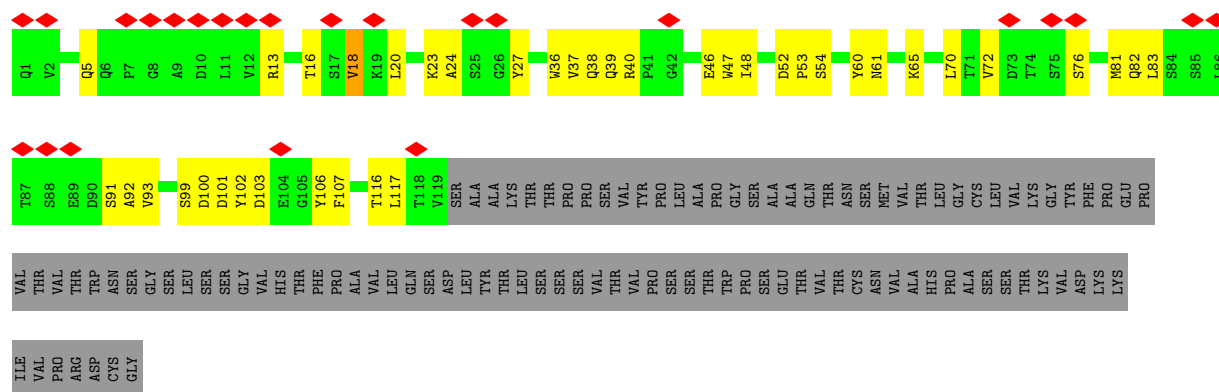 Q1 V2 Q5 Q6 P7 G8 A9 D10 L11 V12 R13 T16 S17 V18 K19 L20 K23 A24 S25 G26 Y27 W36 V37 Q38 Q39 R40 P41 G42 E46 W47 I48 D52 P53 S54 Y60 N61 K65 L70 T71 V72 D73 T74 S75 S76 M81 Q82 L83 S84 S85 L86
T87 S88 E89 D90 S91 A92 V93 S99 D100 D101 Y102 D103 E104 G105 Y106 F107 T116 L117 T118 V119 SER ALA ALA LYS THR THR PRO PRO SER VAL TYR PRO LEU ALA PRO GLY SER ALA ALA GLN THR ASN SER MET VAL THR LEU GLY CYS LEU VAL LYS GLY TYR PHE PRO GLU PRO
VAL THR VAL THR TRP ASN SER GLY SER LEU SER SER GLY VAL HIS THR PHE PRO ALA VAL LEU GLN SER ASP LEU TYR THR LEU SER SER SER VAL THR VAL PRO SER SER THR TRP PRO SER GLU THR VAL THR CYS ASN VAL ALA HIS PRO ALA SER SER THR LYS VAL ASP LYS LYS
ILE VAL PRO ARG ASP CYS GLY